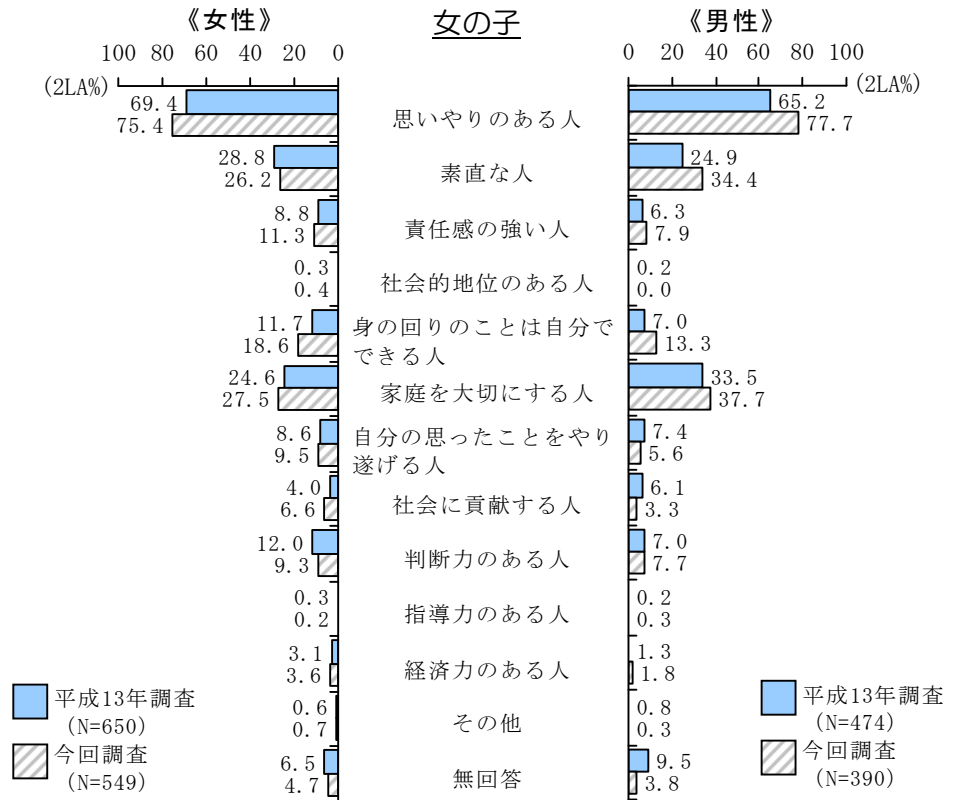 《女性》 女の子 《男性》
100 80 60 40 20 0 0 20 40 60 80 100
(2LA%) (2LA%)
69.4 思いやりのある人 65.2
75.4 77.7
28.8 素直な人 24.9
26.2 34.4
8.8 責任感の強い人 6.3
11.3 7.9
0.3 社会的地位のある人 0.2
0.4 0.0
11.7 身の回りのことは自分で 7.0
18.6 できる人 13.3
24.6 家庭を大切にする人 33.5
27.5 37.7
8.6 自分の思ったことをやり 7.4
9.5 遂げる人 5.6
4.0 社会に貢献する人 6.1
6.6 3.3
12.0 判断力のある人 7.0
9.3 7.7
0.3 指導力のある人 0.2
0.2 0.3
3.1 経済力のある人 1.3
3.6 1.8
0.6 その他 0.8
0.7 0.3
6.5 無回答 9.5
4.7 3.8
平成13年調査
(N=650)
今回調査
(N=549)
平成13年調査
(N=474)
今回調査
(N=390)